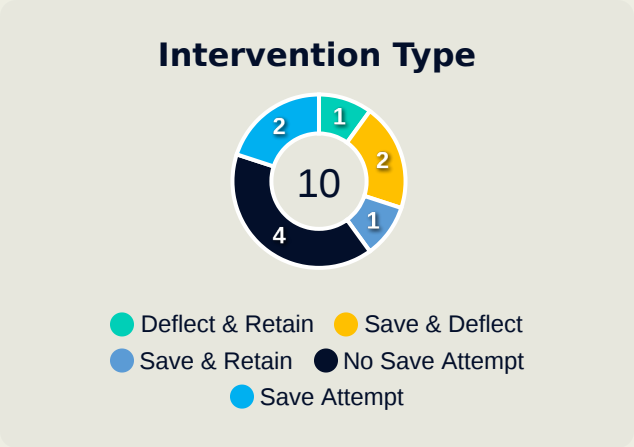 Intervention Type
1
2
2
10
1
4
Deflect & Retain
Save & Deflect
Save & Retain
No Save Attempt
Save Attempt